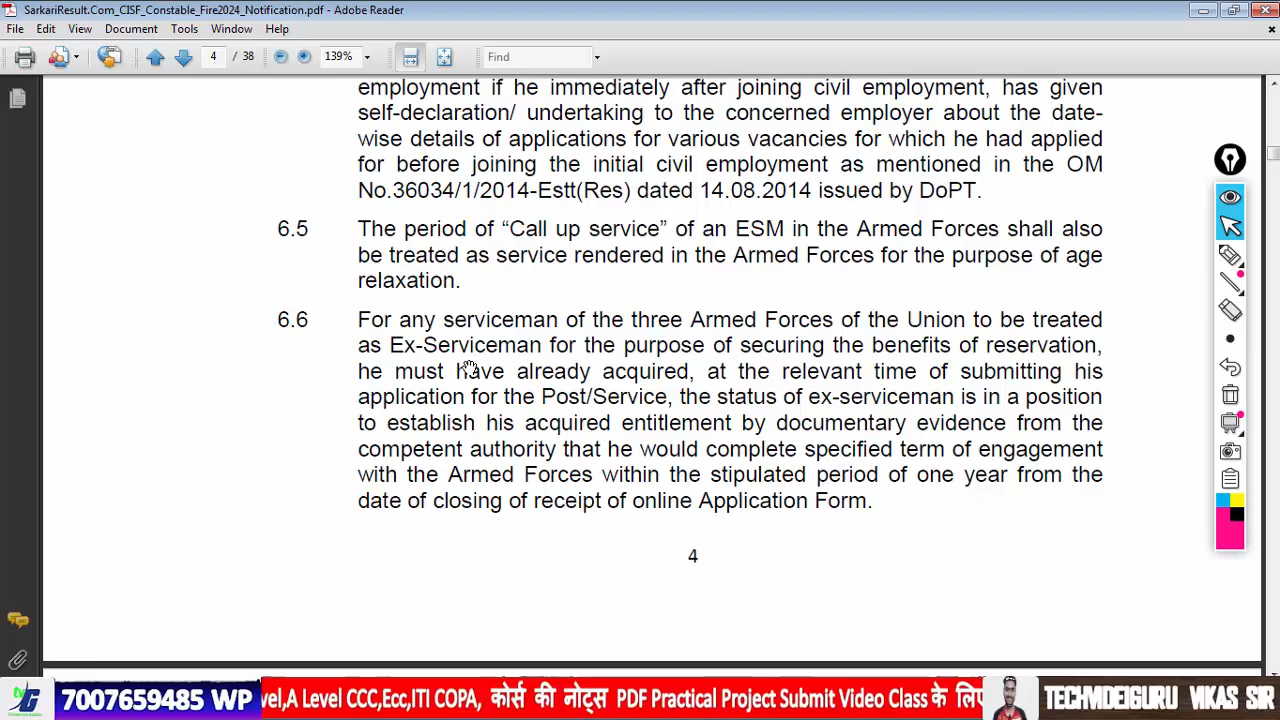 SarkariResult.Com_CISF_Constable_Fire2024_Notification.pdf - Adobe Reader
File Edit View Document Tools Window Help
4 / 38 139% Find
employment if he immediately after joining civil employment, has given
self-declaration/ undertaking to the concerned employer about the date-
wise details of applications for various vacancies for which he had applied
for before joining the initial civil employment as mentioned in the OM
No.36034/1/2014-Estt(Res) dated 14.08.2014 issued by DoPT.
6.5 The period of “Call up service” of an ESM in the Armed Forces shall also
be treated as service rendered in the Armed Forces for the purpose of age
relaxation.
6.6 For any serviceman of the three Armed Forces of the Union to be treated
as Ex-Serviceman for the purpose of securing the benefits of reservation,
he must have already acquired, at the relevant time of submitting his
application for the Post/Service, the status of ex-serviceman is in a position
to establish his acquired entitlement by documentary evidence from the
competent authority that he would complete specified term of engagement
with the Armed Forces within the stipulated period of one year from the
date of closing of receipt of online Application Form.
4
7007659485 WP vel,A Level CCC,Ecc,ITI COPA, कोर्स की नोट्स PDF Practical Project Submit Video Class के लि TECHMDEIGURU VIKAS SIR